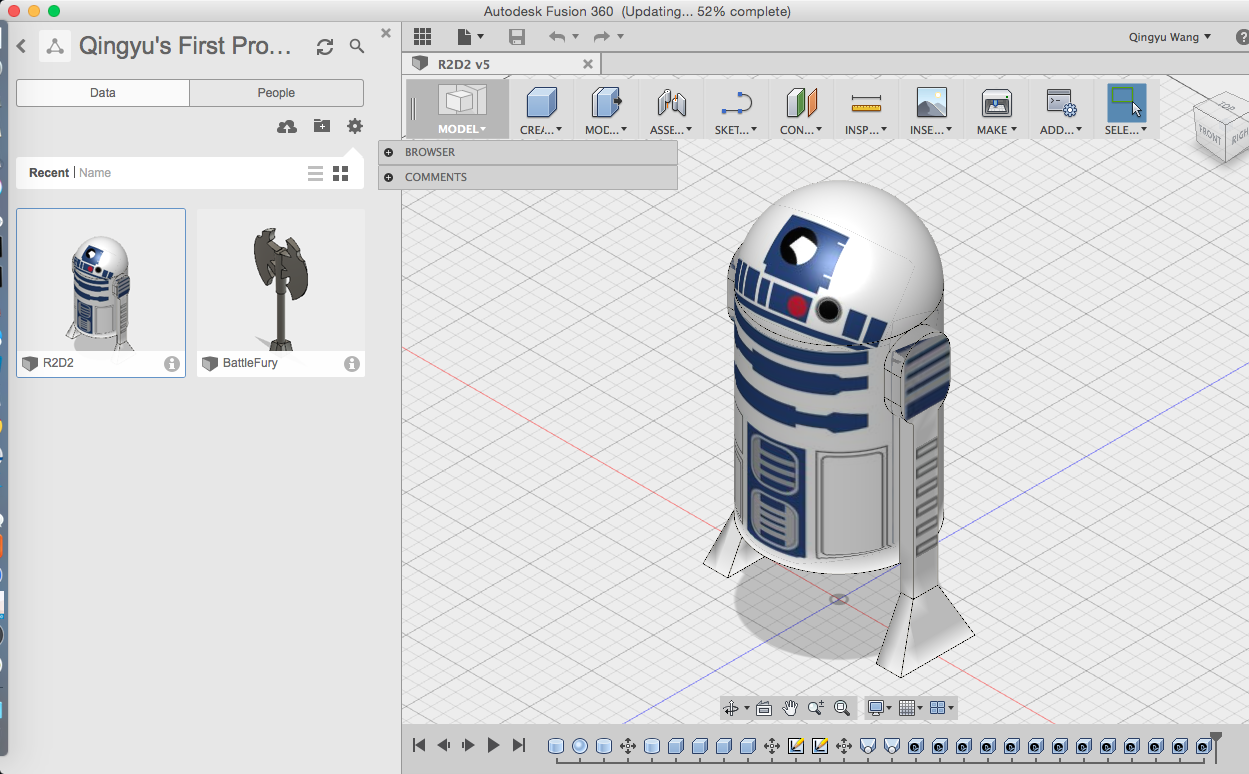 Autodesk Fusion 360 (Updating... 52% complete)
Qingyu's First Pro...
Qingyu Wang
?
R2D2 v5
Data
People
MODEL
CREA...
MOD...
ASSE...
SKET...
CON...
INSP...
INSE...
MAKE
ADD...
SELE...
TOP
FRONT
RIGH
BROWSER
COMMENTS
Recent | Name
R2D2
BattleFury